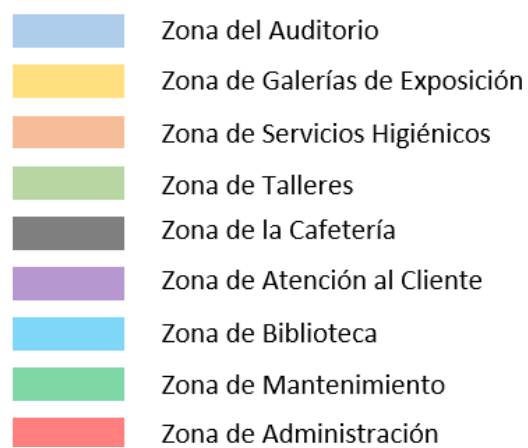 Zona del Auditorio
Zona de Galerías de Exposición
Zona de Servicios Higiénicos
Zona de Talleres
Zona de la Cafetería
Zona de Atención al Cliente
Zona de Biblioteca
Zona de Mantenimiento
Zona de Administración